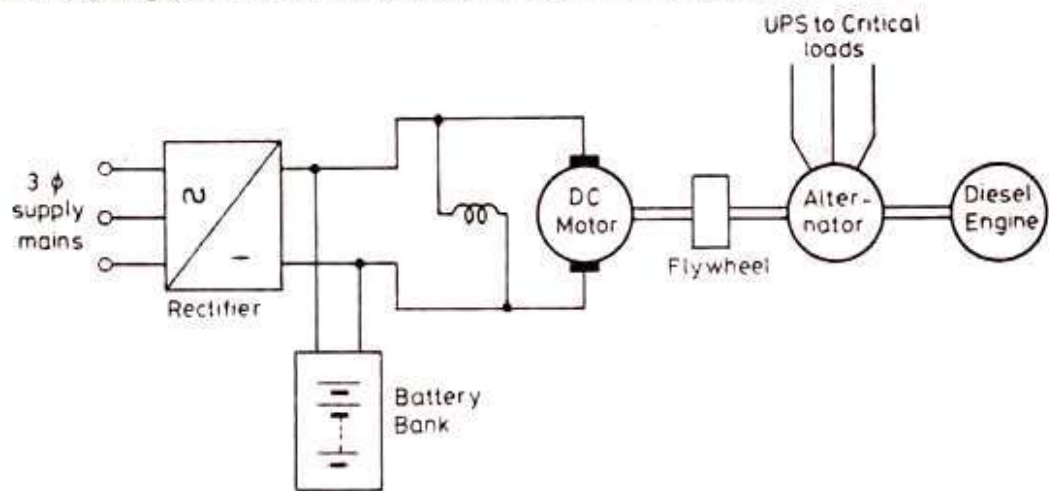 UPS to Critical
loads
3 ϕ
supply
mains
Rectifier
DC
Motor
Flywheel
Alter-
nator
Diesel
Engine
Battery
Bank